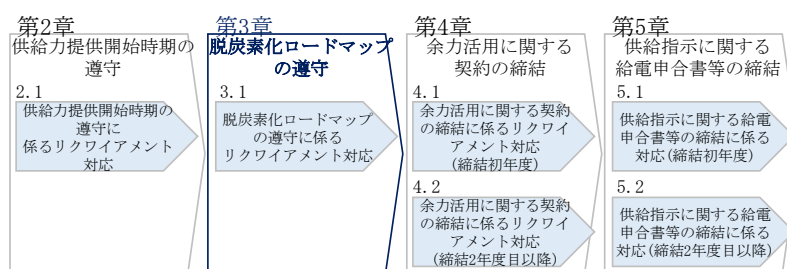 第2章
供給力提供開始時期の
遵守
2.1
供給力提供開始時期の
遵守に
係るリクワイアメント
対応
第3章
脱炭素化ロードマップ
の遵守
3.1
脱炭素化ロードマップ
の遵守に係る
リクワイアメント対応
第4章
余力活用に関する
契約の締結
4.1
余力活用に関する契約
の締結に係るリクワイ
アメント対応
(締結初年度)
4.2
余力活用に関する契約
の締結に係るリクワイ
アメント対応
(締結2年度目以降)
第5章
供給指示に関する
給電申合書等の締結
5.1
供給指示に関する給電
申合書等の締結に係る
対応(締結初年度)
5.2
供給指示に関する給電
申合書等の締結に係る
対応(締結2年度目以降)